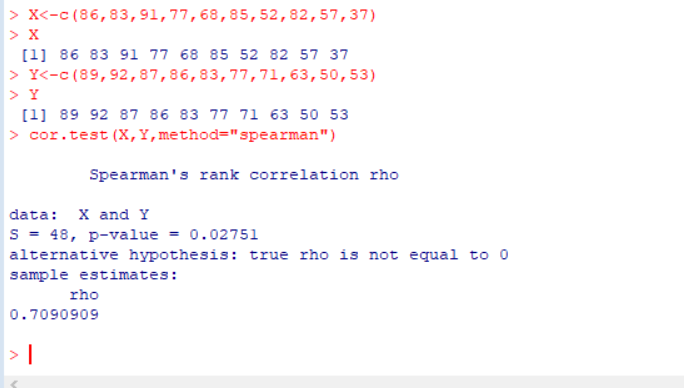 > X<-c(86,83,91,77,68,85,52,82,57,37)
> X
 [1] 86 83 91 77 68 85 52 82 57 37
> Y<-c(89,92,87,86,83,77,71,63,50,53)
> Y
 [1] 89 92 87 86 83 77 71 63 50 53
> cor.test(X,Y,method="spearman")

        Spearman's rank correlation rho

data:  X and Y
S = 48, p-value = 0.02751
alternative hypothesis: true rho is not equal to 0
sample estimates:
      rho
0.7090909

>